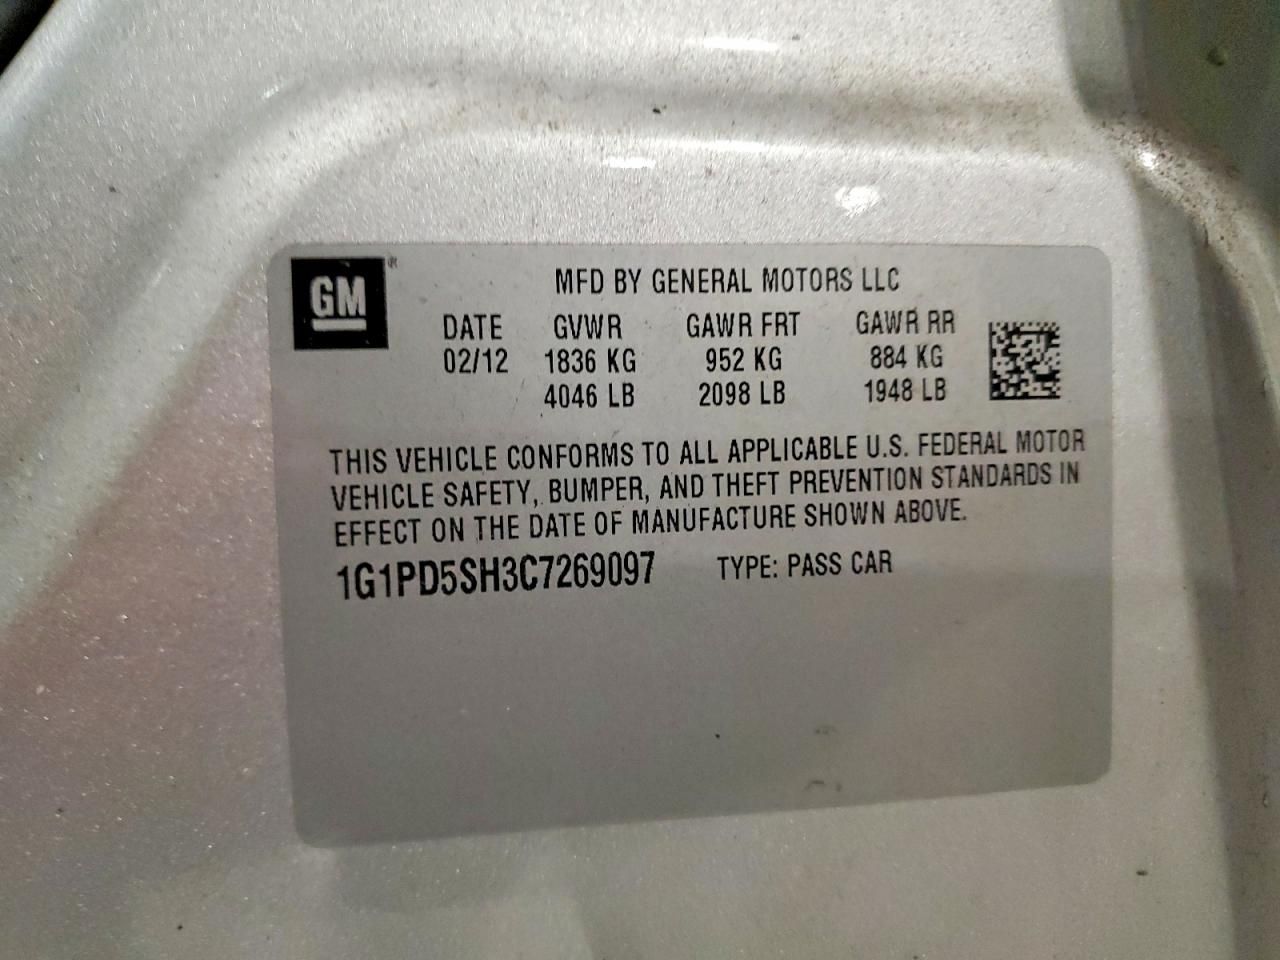 GM®
MFD BY GENERAL MOTORS LLC
DATE GVWR GAWR FRT GAWR RR
02/12 1836 KG 952 KG 884 KG
4046 LB 2098 LB 1948 LB
THIS VEHICLE CONFORMS TO ALL APPLICABLE U.S. FEDERAL MOTOR
VEHICLE SAFETY, BUMPER, AND THEFT PREVENTION STANDARDS IN
EFFECT ON THE DATE OF MANUFACTURE SHOWN ABOVE.
1G1PD5SH3C7269097 TYPE: PASS CAR